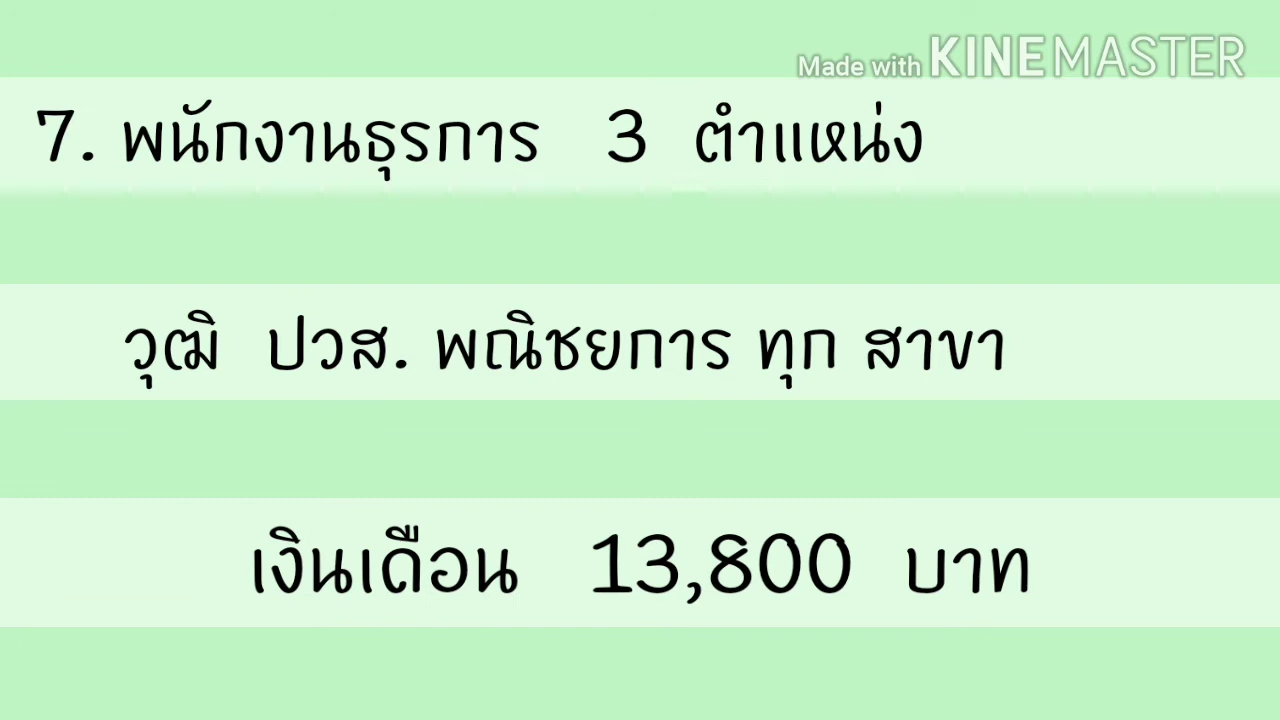 Made with KINEMASTER
7. พนักงานธุรการ 3 ตำแหน่ง
วุฒิ ปวส. พณิชยการ ทุก สาขา
เงินเดือน 13,800 บาท